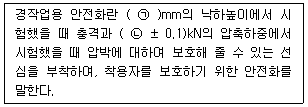 경작업용 안전화란 ( ㉠ )mm의 낙하높이에서 시
험했을 때 충격과 ( ㉡ ± 0.1)kN의 압축하중에서
시험했을 때 압박에 대하여 보호해 줄 수 있는 선
심을 부착하여, 착용자를 보호하기 위한 안전화를
말한다.